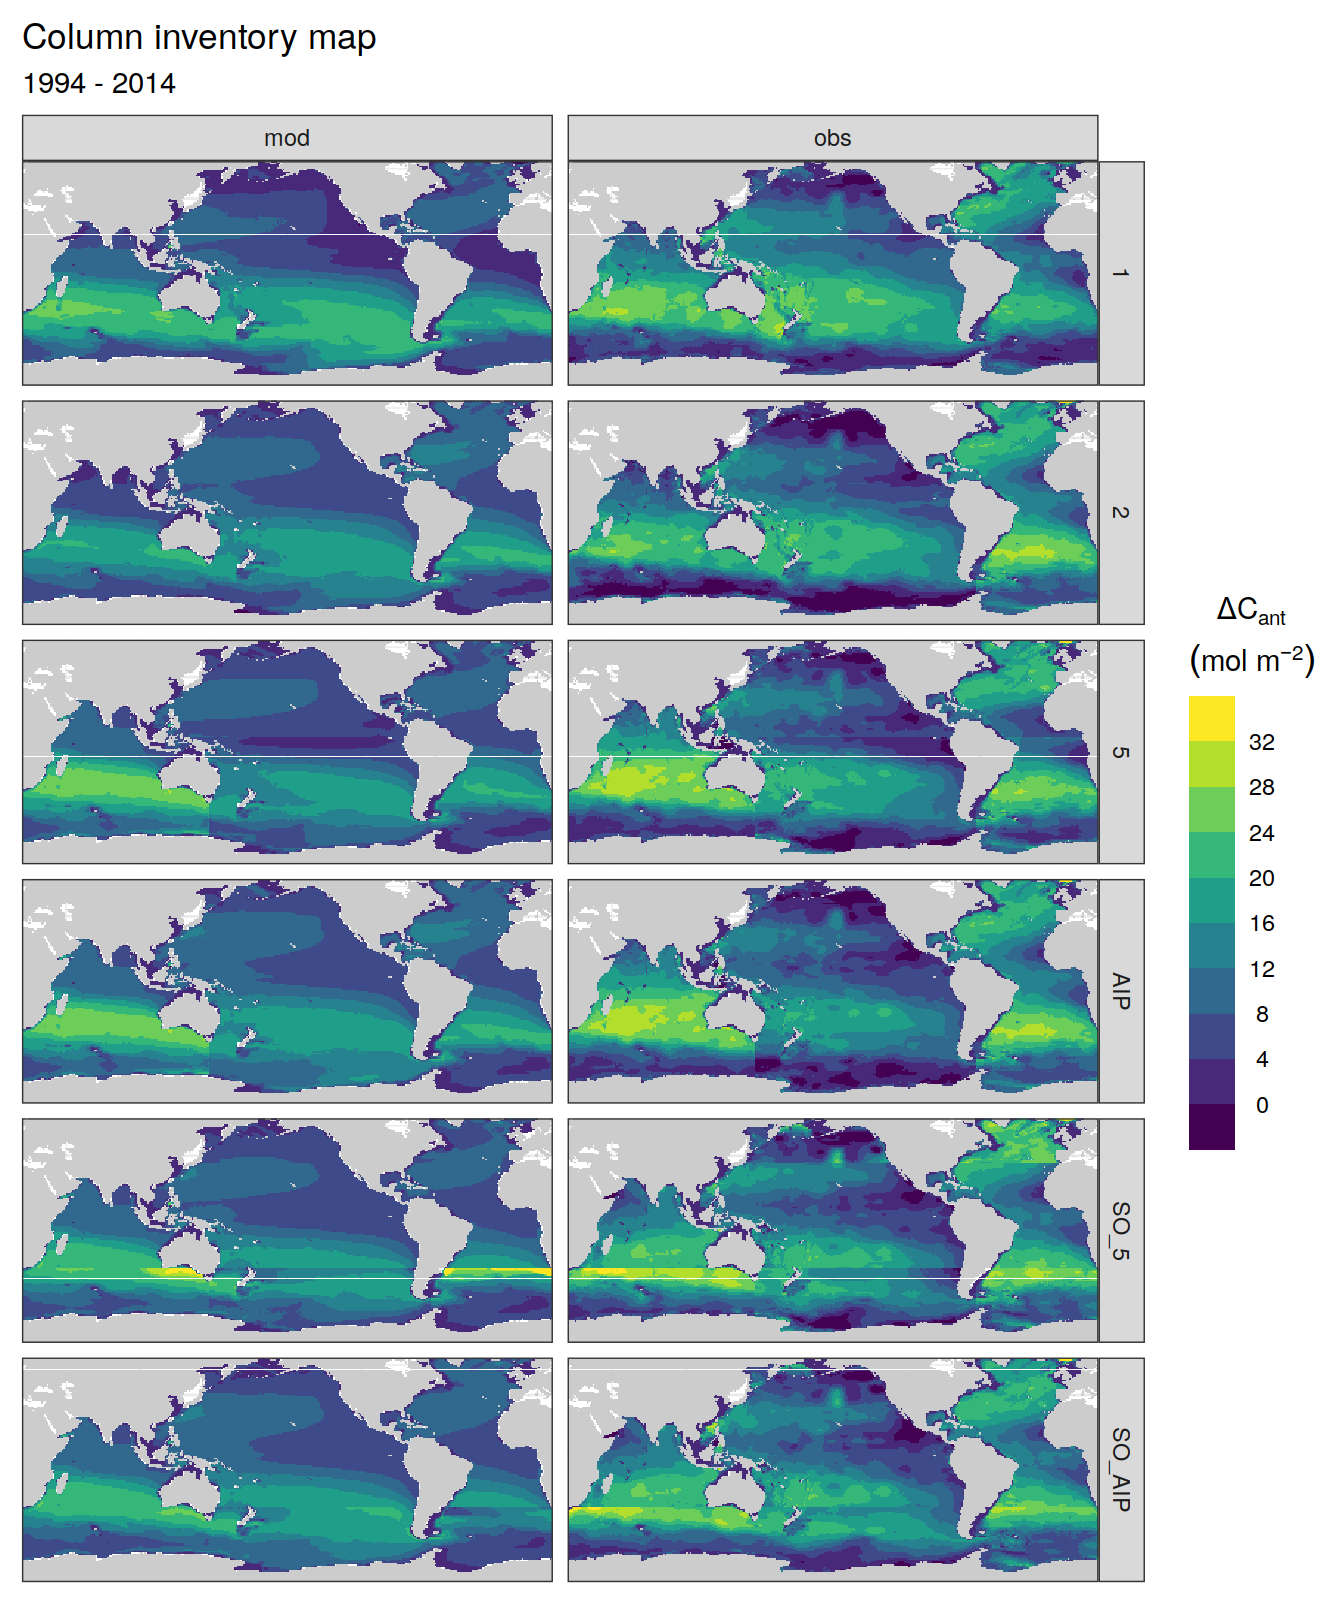 Column inventory map
1994 - 2014
mod
obs
1
2
5
AIP
SO_5
SO_AIP
ΔCant
(mol m−2)
32
28
24
20
16
12
8
4
0